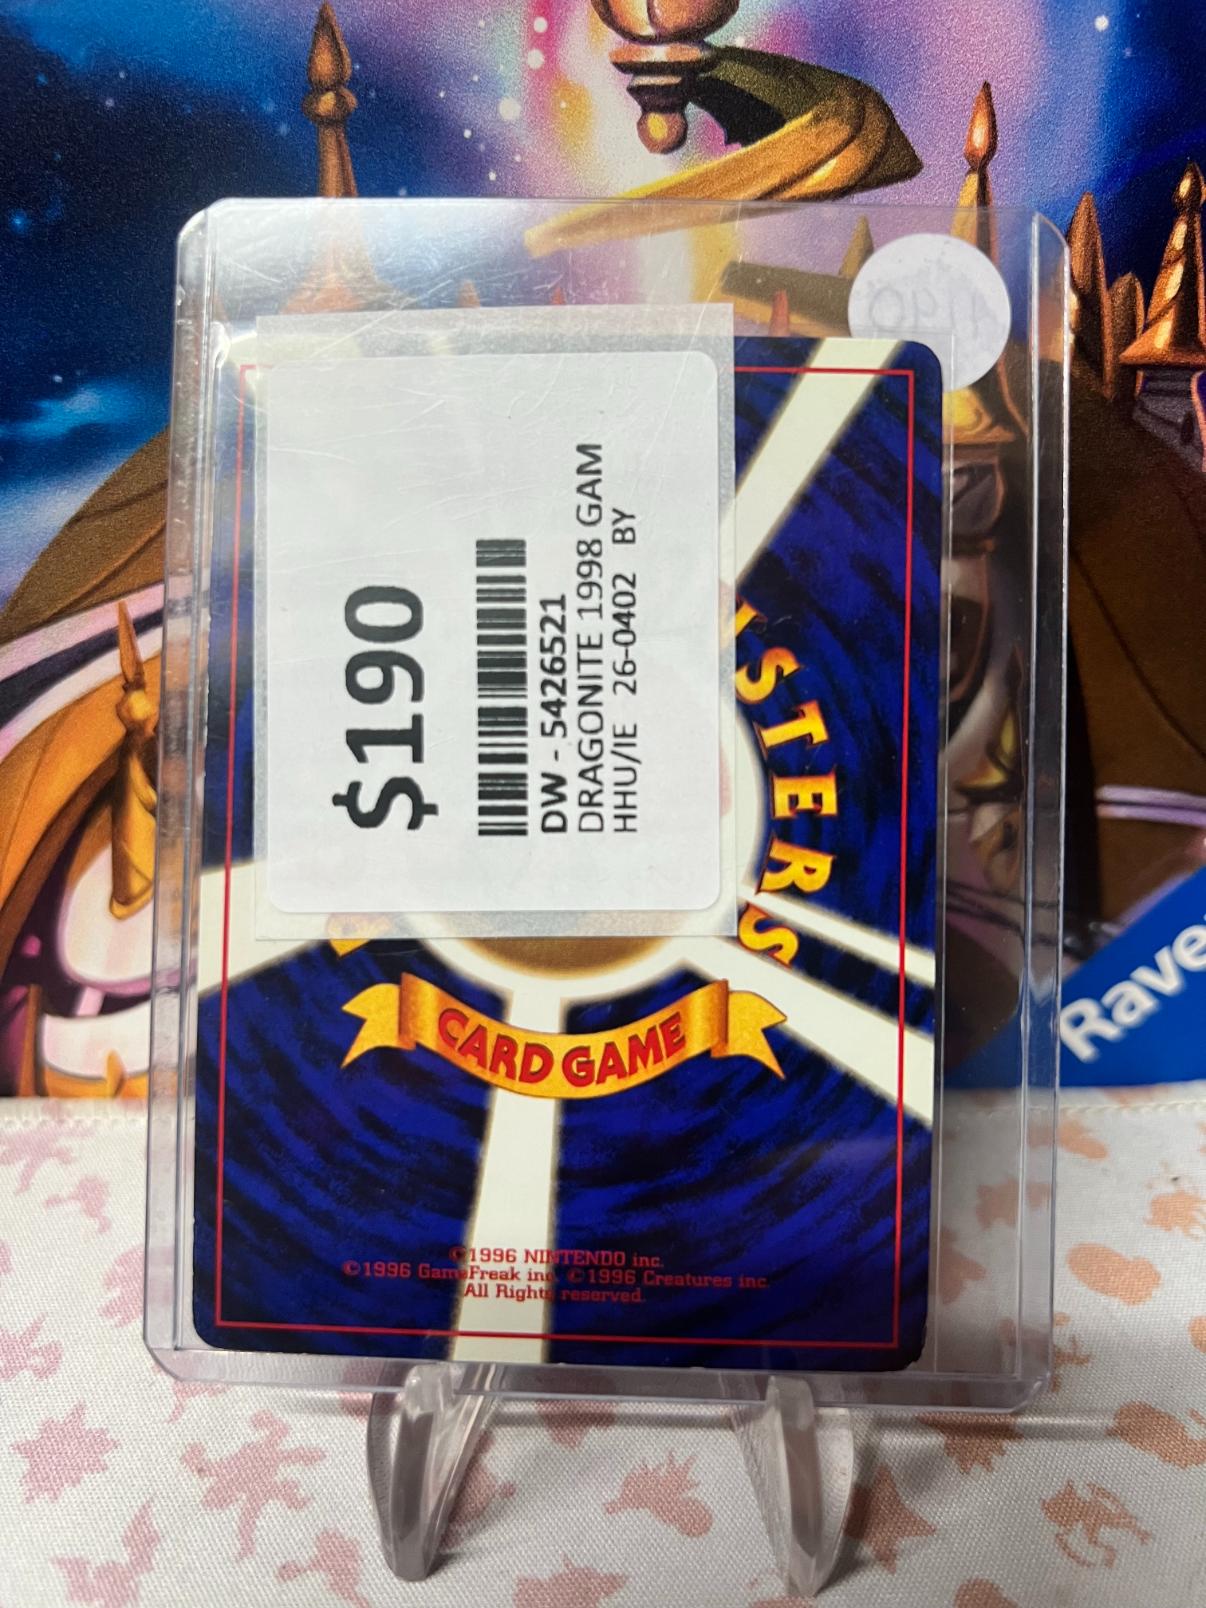 $190
DW - 5426521
DRAGONITE 1998 GAM
HHU/IE 26-0402 BY
STERS
CARD GAME
©1996 NINTENDO inc.
©1996 GameFreak inc. ©1996 Creatures inc.
All Rights reserved.
Rave